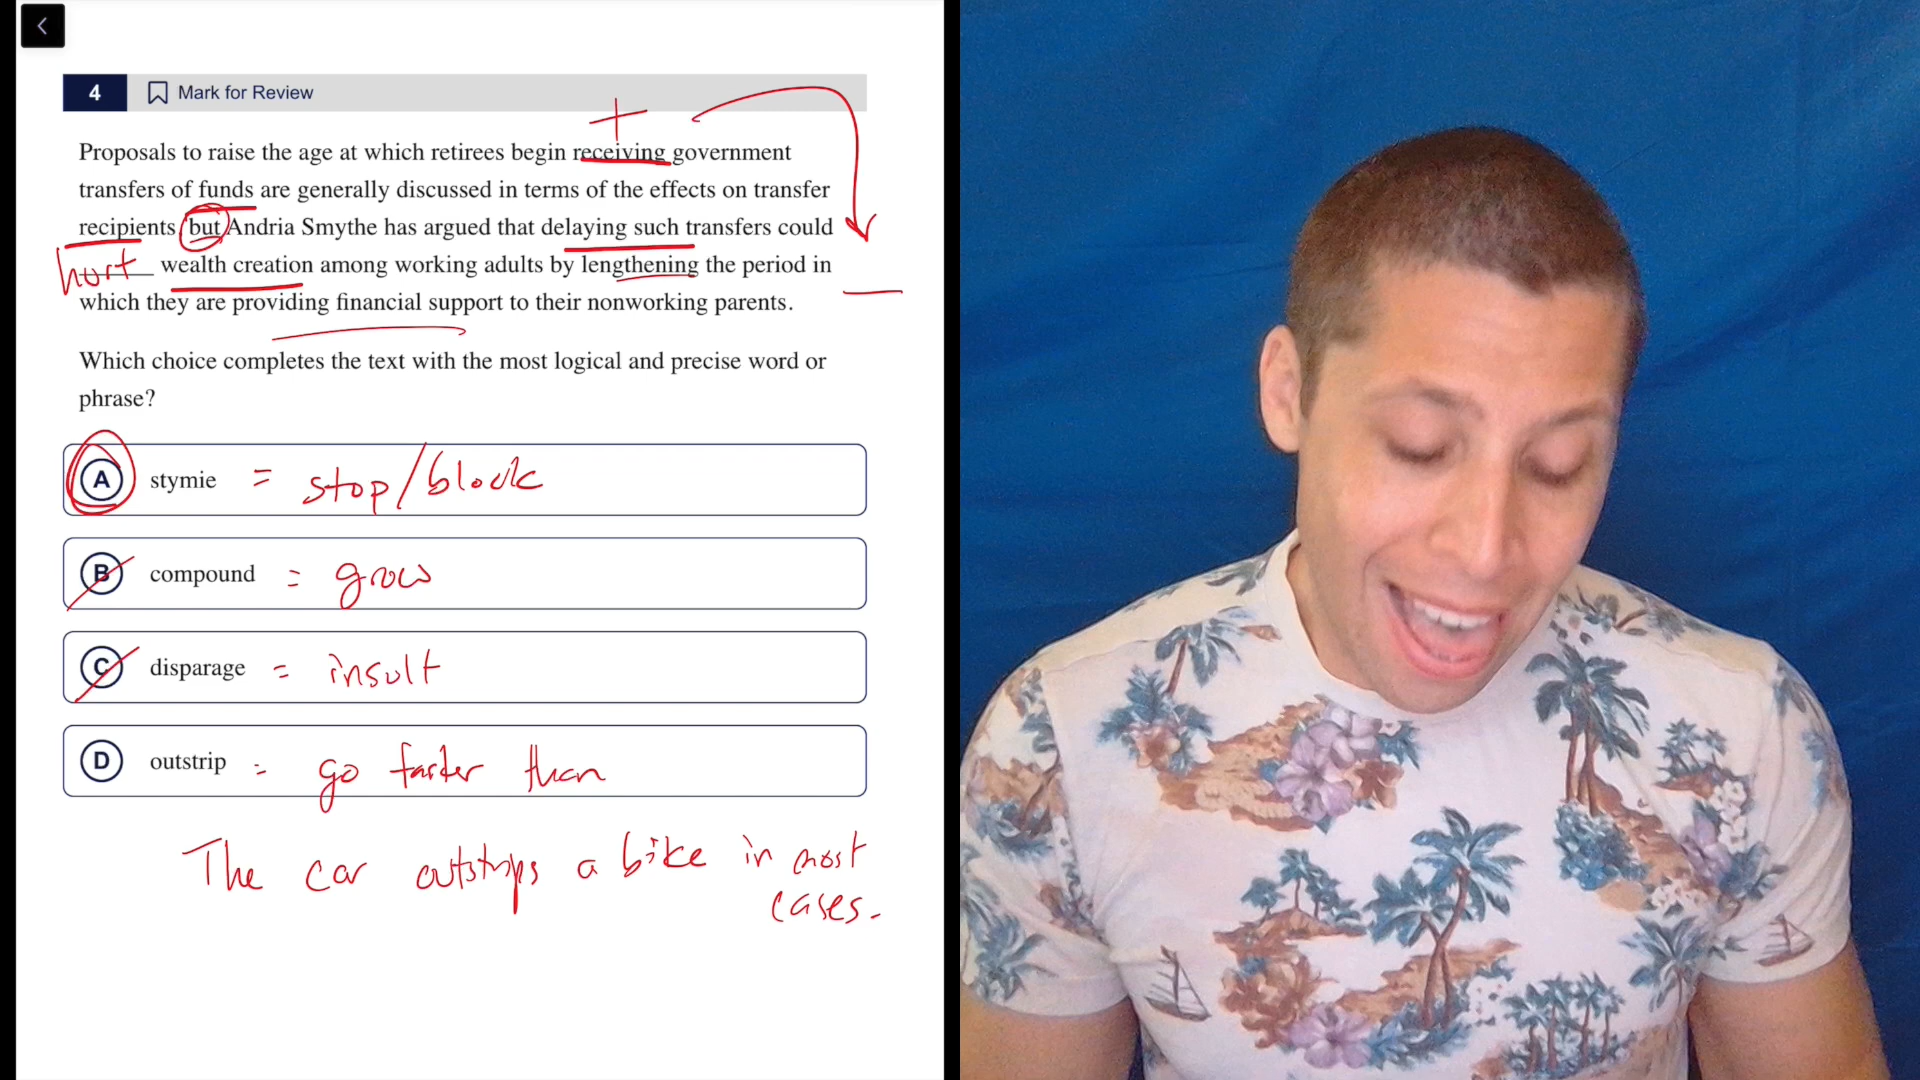 4 Mark for Review
+
Proposals to raise the age at which retirees begin receiving government
transfers of funds are generally discussed in terms of the effects on transfer
recipients, but Andria Smythe has argued that delaying such transfers could
hurt wealth creation among working adults by lengthening the period in
which they are providing financial support to their nonworking parents.
Which choice completes the text with the most logical and precise word or
phrase?
A stymie = stop/block
B compound = grow
C disparage = insult
D outstrip = go faster than
The car outstrips a bike in most
cases.